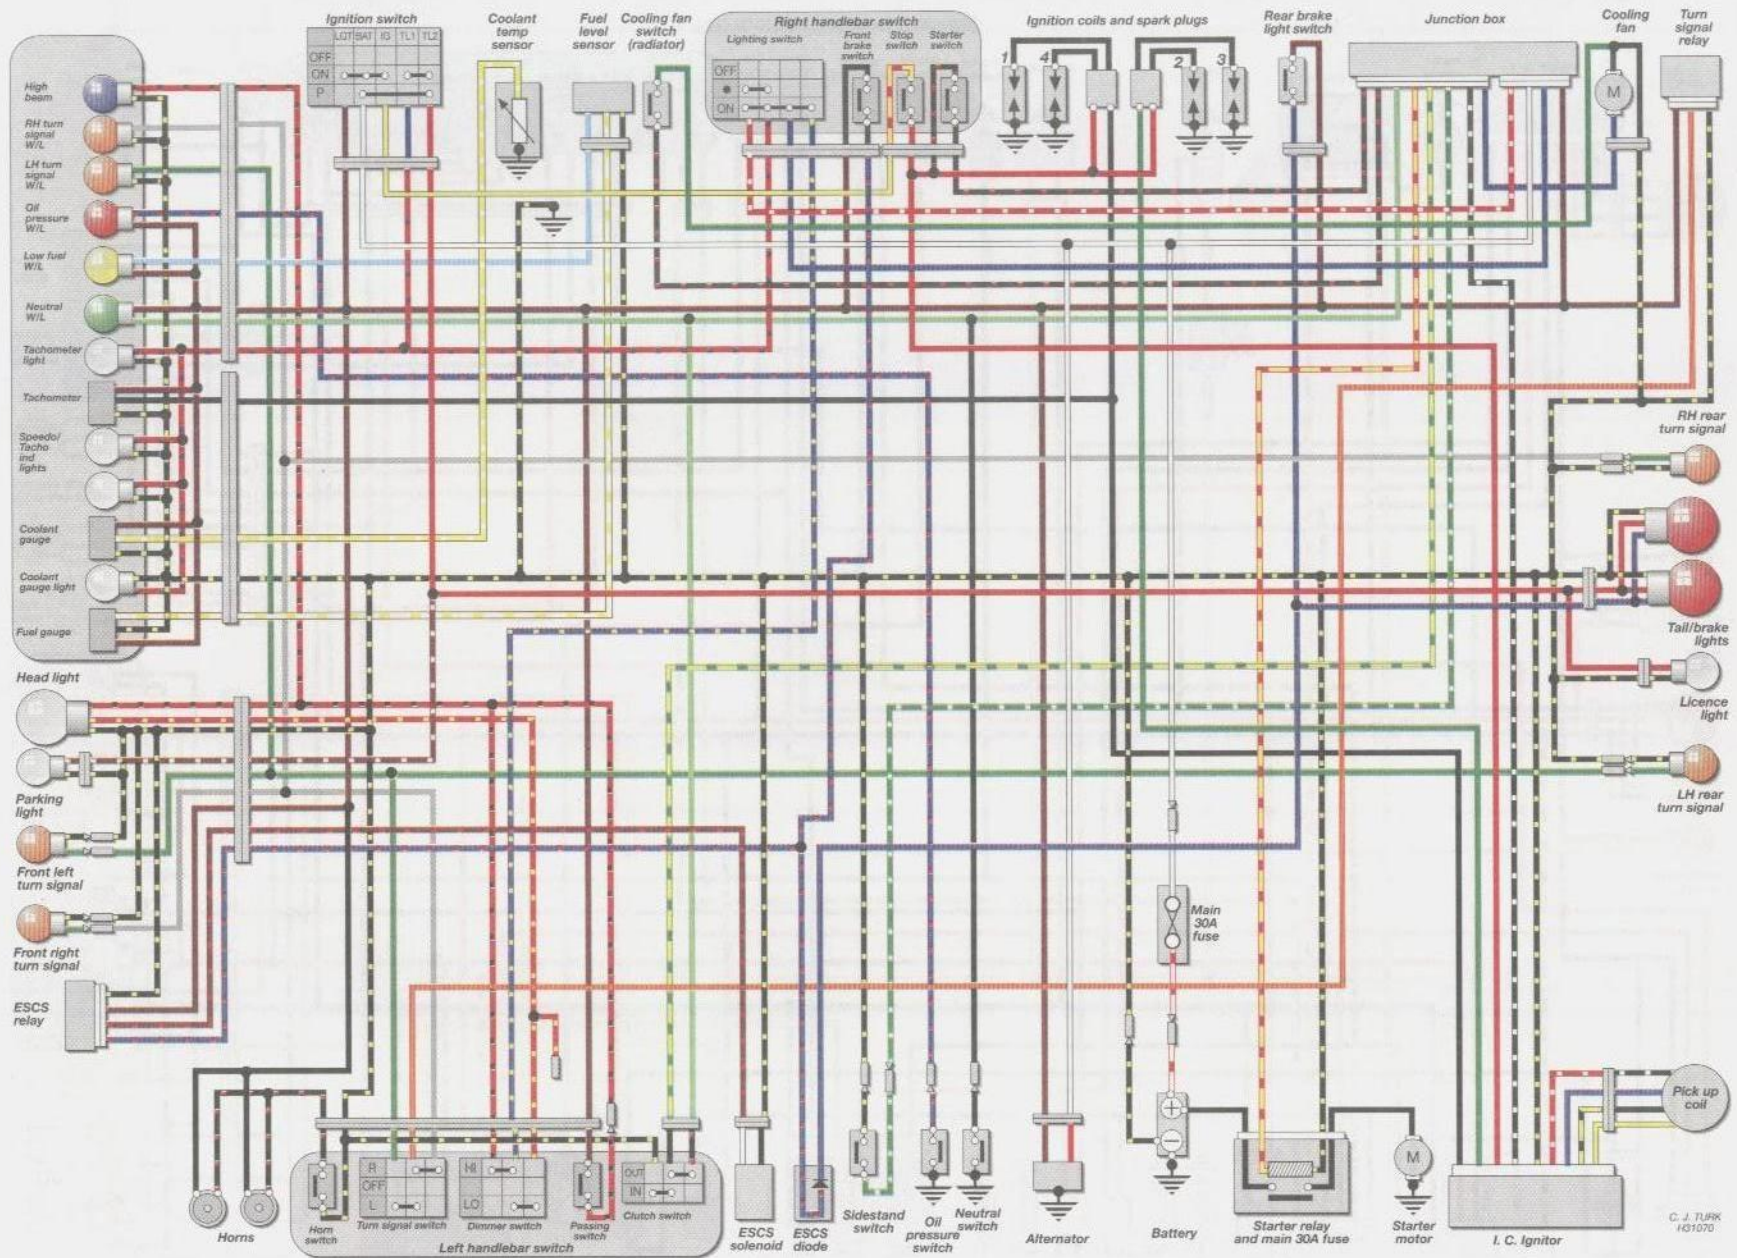 Ignition switch
LGT BAT IG TL1 TL2
OFF
ON
P
Coolant
temp
sensor
Fuel
level
sensor
Cooling fan
switch
(radiator)
Right handlebar switch
Lighting switch
OFF
ON
Front
brake
switch
Stop
switch
Starter
switch
Ignition coils and spark plugs
1
4
2
3
Rear brake
light switch
Junction box
Cooling
fan
M
Turn
signal
relay
High
beam
RH turn
signal
W/L
LH turn
signal
W/L
Oil
pressure
W/L
Low fuel
W/L
Neutral
W/L
Tachometer
light
Tachometer
Speedo/
Tacho
ind
lights
Coolant
gauge
Coolant
gauge light
Fuel gauge
Head light
Parking
light
Front left
turn signal
Front right
turn signal
ESCS
relay
Horns
RH rear
turn signal
Tail/brake
lights
Licence
light
LH rear
turn signal
Main
30A
fuse
Pick up
coil
Horn
switch
R
OFF
L
Turn signal switch
HI
LO
Dimmer switch
Passing
switch
OUT
IN
Clutch switch
Left handlebar switch
ESCS
solenoid
ESCS
diode
Sidestand
switch
Oil
pressure
switch
Neutral
switch
Alternator
+
−
Battery
Starter relay
and main 30A fuse
M
Starter
motor
I. C. Ignitor
C. J. TURK
H31070